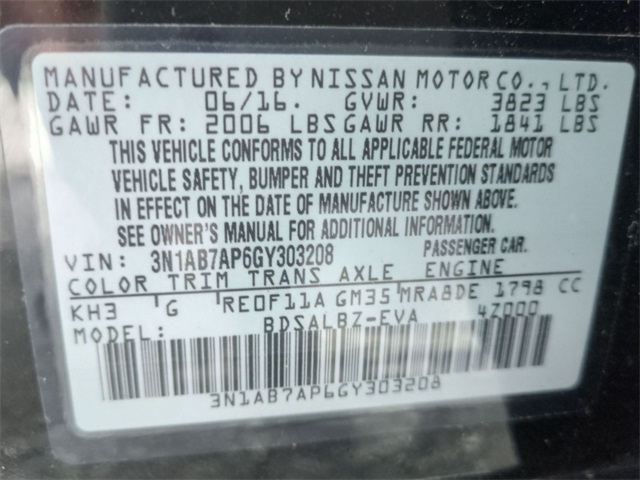 MANUFACTURED BY NISSAN MOTOR CO., LTD.
DATE: 06/16. GVWR: 3823 LBS
GAWR FR: 2006 LBS GAWR RR: 1841 LBS
THIS VEHICLE CONFORMS TO ALL APPLICABLE FEDERAL MOTOR
VEHICLE SAFETY, BUMPER AND THEFT PREVENTION STANDARDS
IN EFFECT ON THE DATE OF MANUFACTURE SHOWN ABOVE.
SEE OWNER'S MANUAL FOR ADDITIONAL INFORMATION.
VIN: 3N1AB7AP6GY303208 PASSENGER CAR.
COLOR TRIM TRANS AXLE ENGINE
KH3 G RE0F11A GM35 MRA8DE 1798 CC
MODEL: BDSALBZ-EVA 4Z000
3N1AB7AP6GY303208